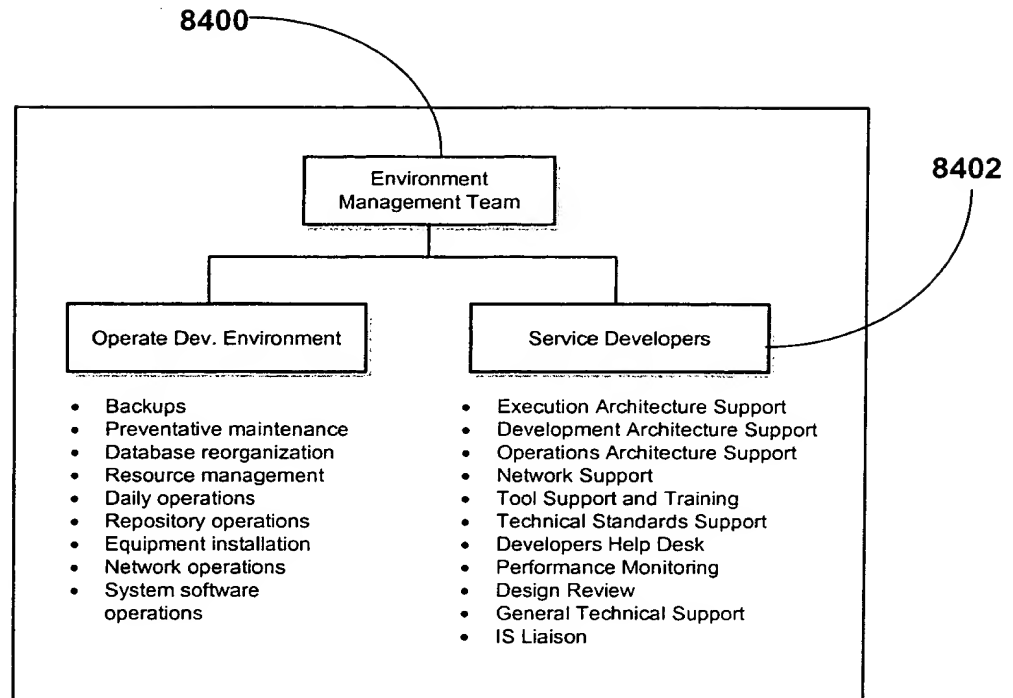 8400
8402
Environment
Management Team
Operate Dev. Environment
• Backups
• Preventative maintenance
• Database reorganization
• Resource management
• Daily operations
• Repository operations
• Equipment installation
• Network operations
• System software
operations
Service Developers
• Execution Architecture Support
• Development Architecture Support
• Operations Architecture Support
• Network Support
• Tool Support and Training
• Technical Standards Support
• Developers Help Desk
• Performance Monitoring
• Design Review
• General Technical Support
• IS Liaison